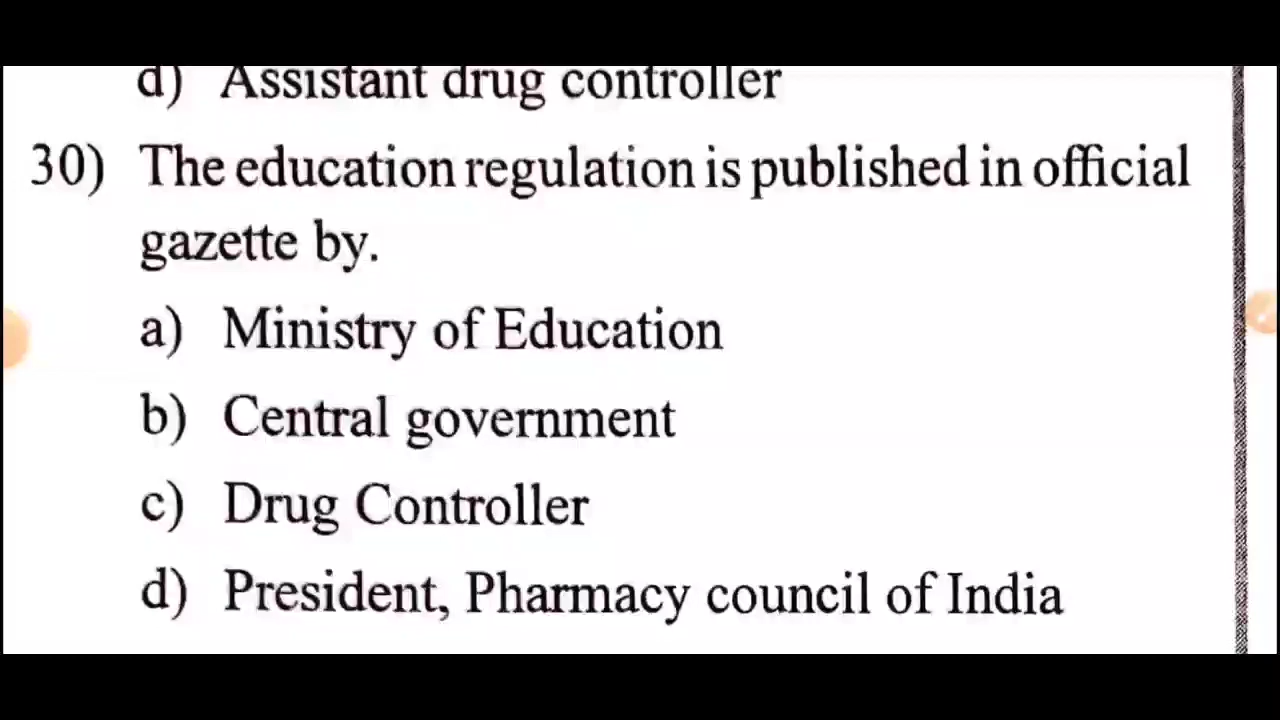 d) Assistant drug controller
30) The education regulation is published in official
gazette by.
a) Ministry of Education
b) Central government
c) Drug Controller
d) President, Pharmacy council of India